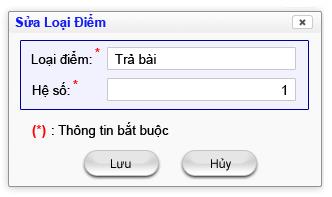 Sửa Loại Điểm
Loại điểm: * Trả bài
Hệ số: * 1
(*) : Thông tin bắt buộc
Lưu Hủy